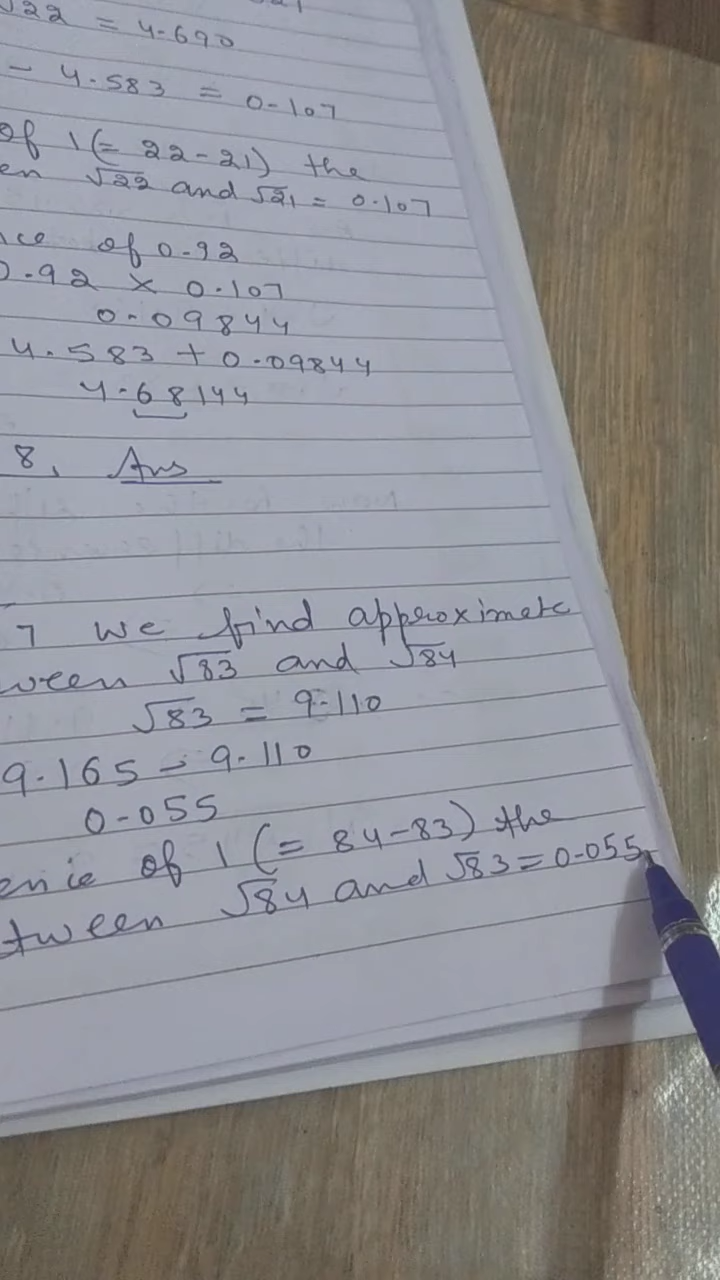 √22 = 4.690
- 4.583 = 0.107
of 1 (= 22-21) the
en √22 and √21 = 0.107
ce of 0.92
0.92 × 0.107
0.09844
4.583 + 0.09844
4.68144
8, Ans
7 we find approximate
ween √83 and √84
√83 = 9.110
9.165 - 9.110
0.055
ence of 1 (= 84-83) the
tween √84 and √83 = 0.055